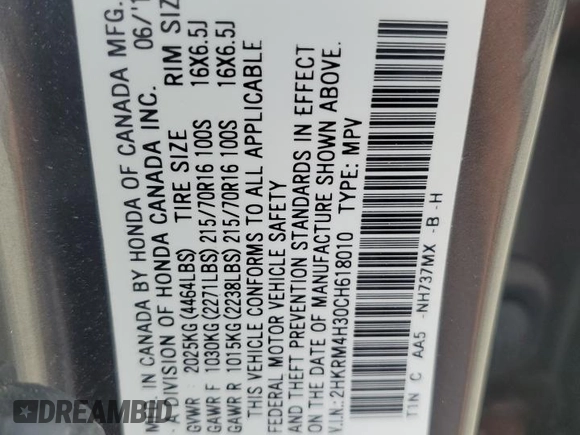 IN CANADA BY HONDA OF CANADA MFG.
A DIVISION OF HONDA CANADA INC. 06/'1
GVWR : 2025KG (4464LBS) TIRE SIZE RIM SIZ
GAWR F 1030KG (2271LBS) 215/70R16 100S 16X6.5J
GAWR R 1015KG (2238LBS) 215/70R16 100S 16X6.5J
THIS VEHICLE CONFORMS TO ALL APPLICABLE
FEDERAL MOTOR VEHICLE SAFETY
AND THEFT PREVENTION STANDARDS IN EFFECT
ON THE DATE OF MANUFACTURE SHOWN ABOVE.
V.I.N.: 2HKRM4H30CH618010 TYPE: MPV
T1N C AA5 -NH737MX -B -H
DREAMBID